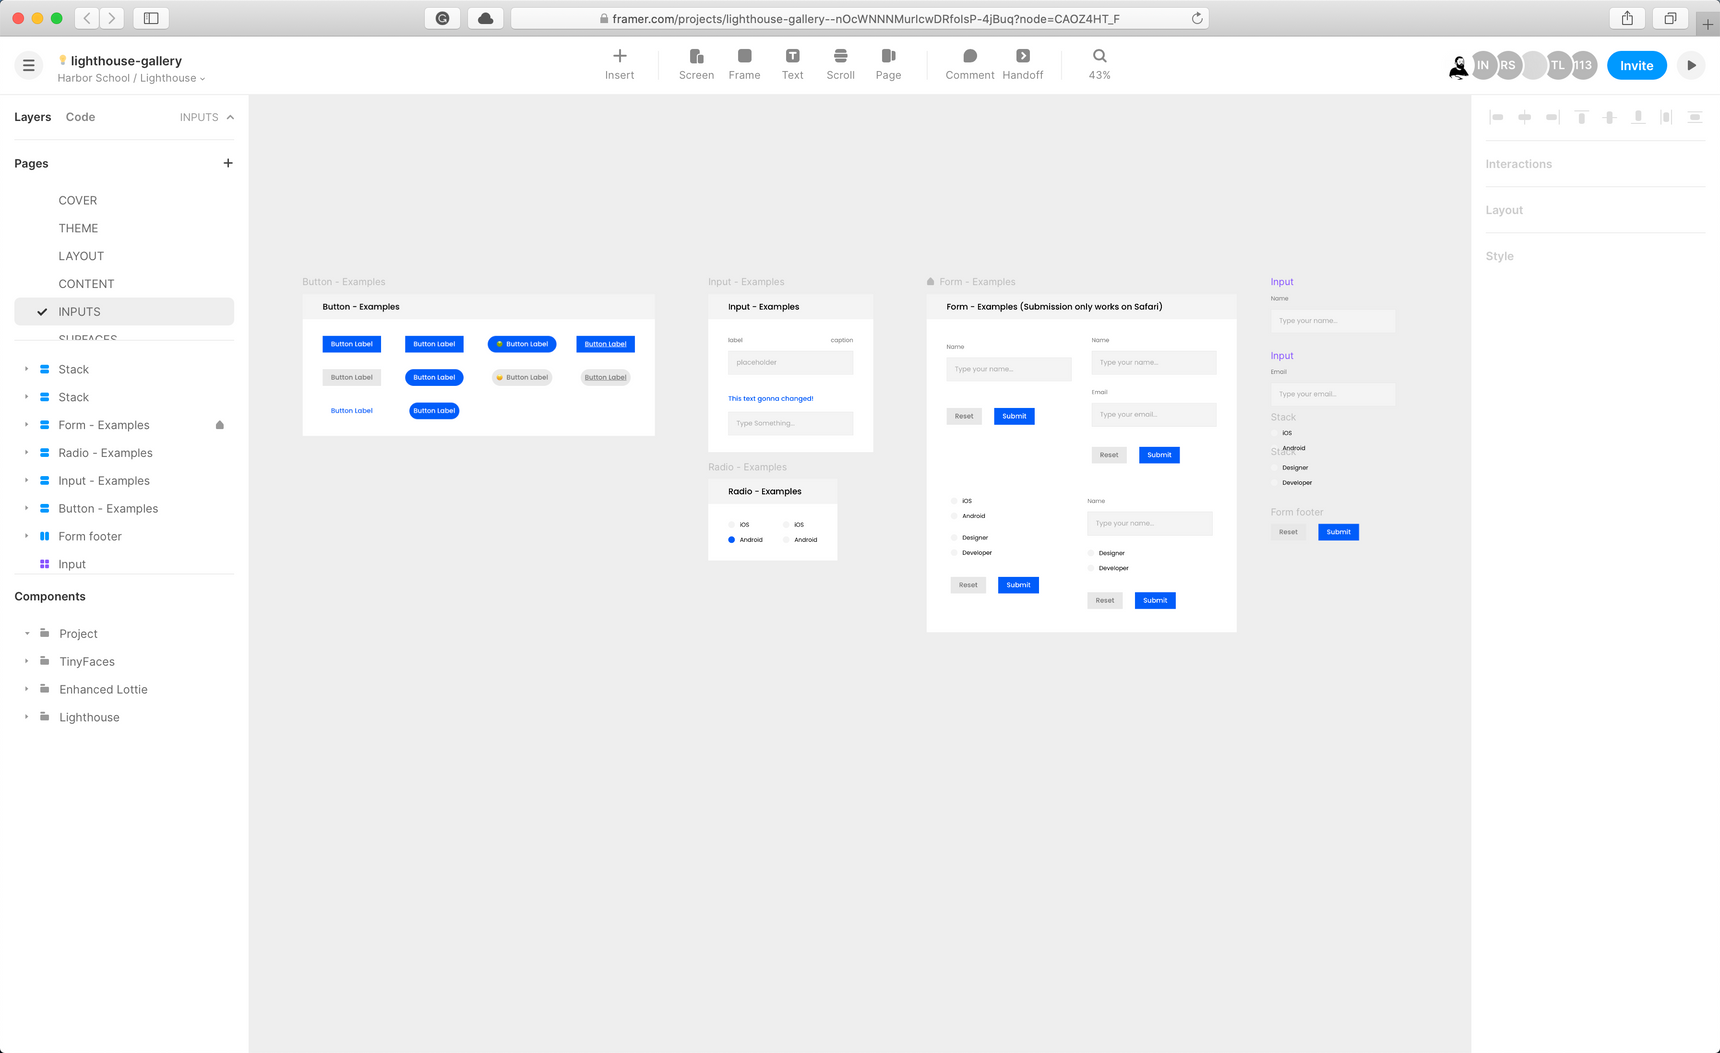 framer.com/projects/lighthouse-gallery--nOcWNNNMurlcwDRfolsP-4jBuq?node=CAOZ4HT_F
lighthouse-gallery
Harbor School / Lighthouse
Insert
Screen
Frame
Text
Scroll
Page
Comment
Handoff
43%
IN
RS
TL
113
Invite
Layers
Code
INPUTS
Pages
COVER
THEME
LAYOUT
CONTENT
INPUTS
SURFACES
Stack
Stack
Form - Examples
Radio - Examples
Input - Examples
Button - Examples
Form footer
Input
Components
Project
TinyFaces
Enhanced Lottie
Lighthouse
Button - Examples
Button - Examples
Button Label
Button Label
Button Label
Button Label
Button Label
Button Label
Button Label
Button Label
Button Label
Button Label
Input - Examples
Input - Examples
label
caption
placeholder
This text gonna changed!
Type Something...
Radio - Examples
Radio - Examples
iOS
iOS
Android
Android
Form - Examples
Form - Examples (Submission only works on Safari)
Name
Type your name...
Reset
Submit
Name
Type your name...
Email
Type your email...
Reset
Submit
iOS
Android
Designer
Developer
Reset
Submit
Name
Type your name...
Designer
Developer
Reset
Submit
Input
Name
Type your name...
Input
Email
Type your email...
Stack
iOS
Android
Stack
Designer
Developer
Form footer
Reset
Submit
Interactions
Layout
Style